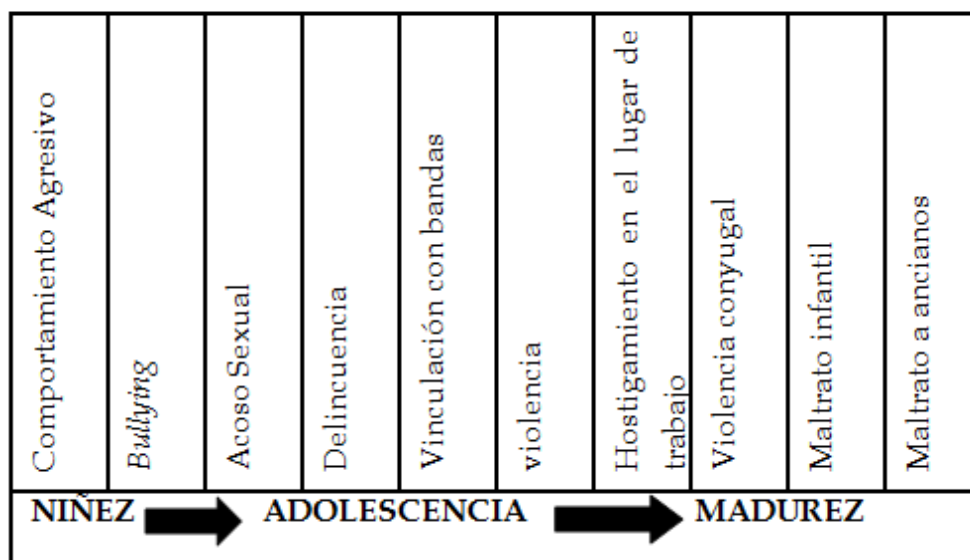 Comportamiento Agresivo
Bullying
Acoso Sexual
Delincuencia
Vinculación con bandas
violencia
Hostigamiento en el lugar de
trabajo
Violencia conyugal
Maltrato infantil
Maltrato a ancianos
NIÑEZ ADOLESCENCIA MADUREZ